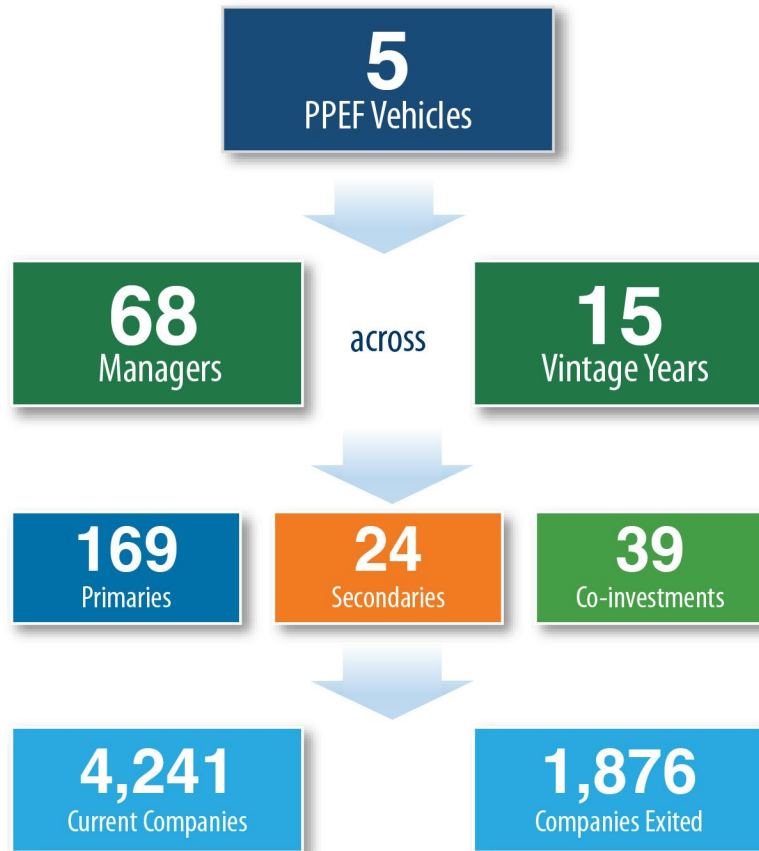 5
PPEF Vehicles
68
Managers
across
15
Vintage Years
169
Primaries
24
Secondaries
39
Co-investments
4,241
Current Companies
1,876
Companies Exited